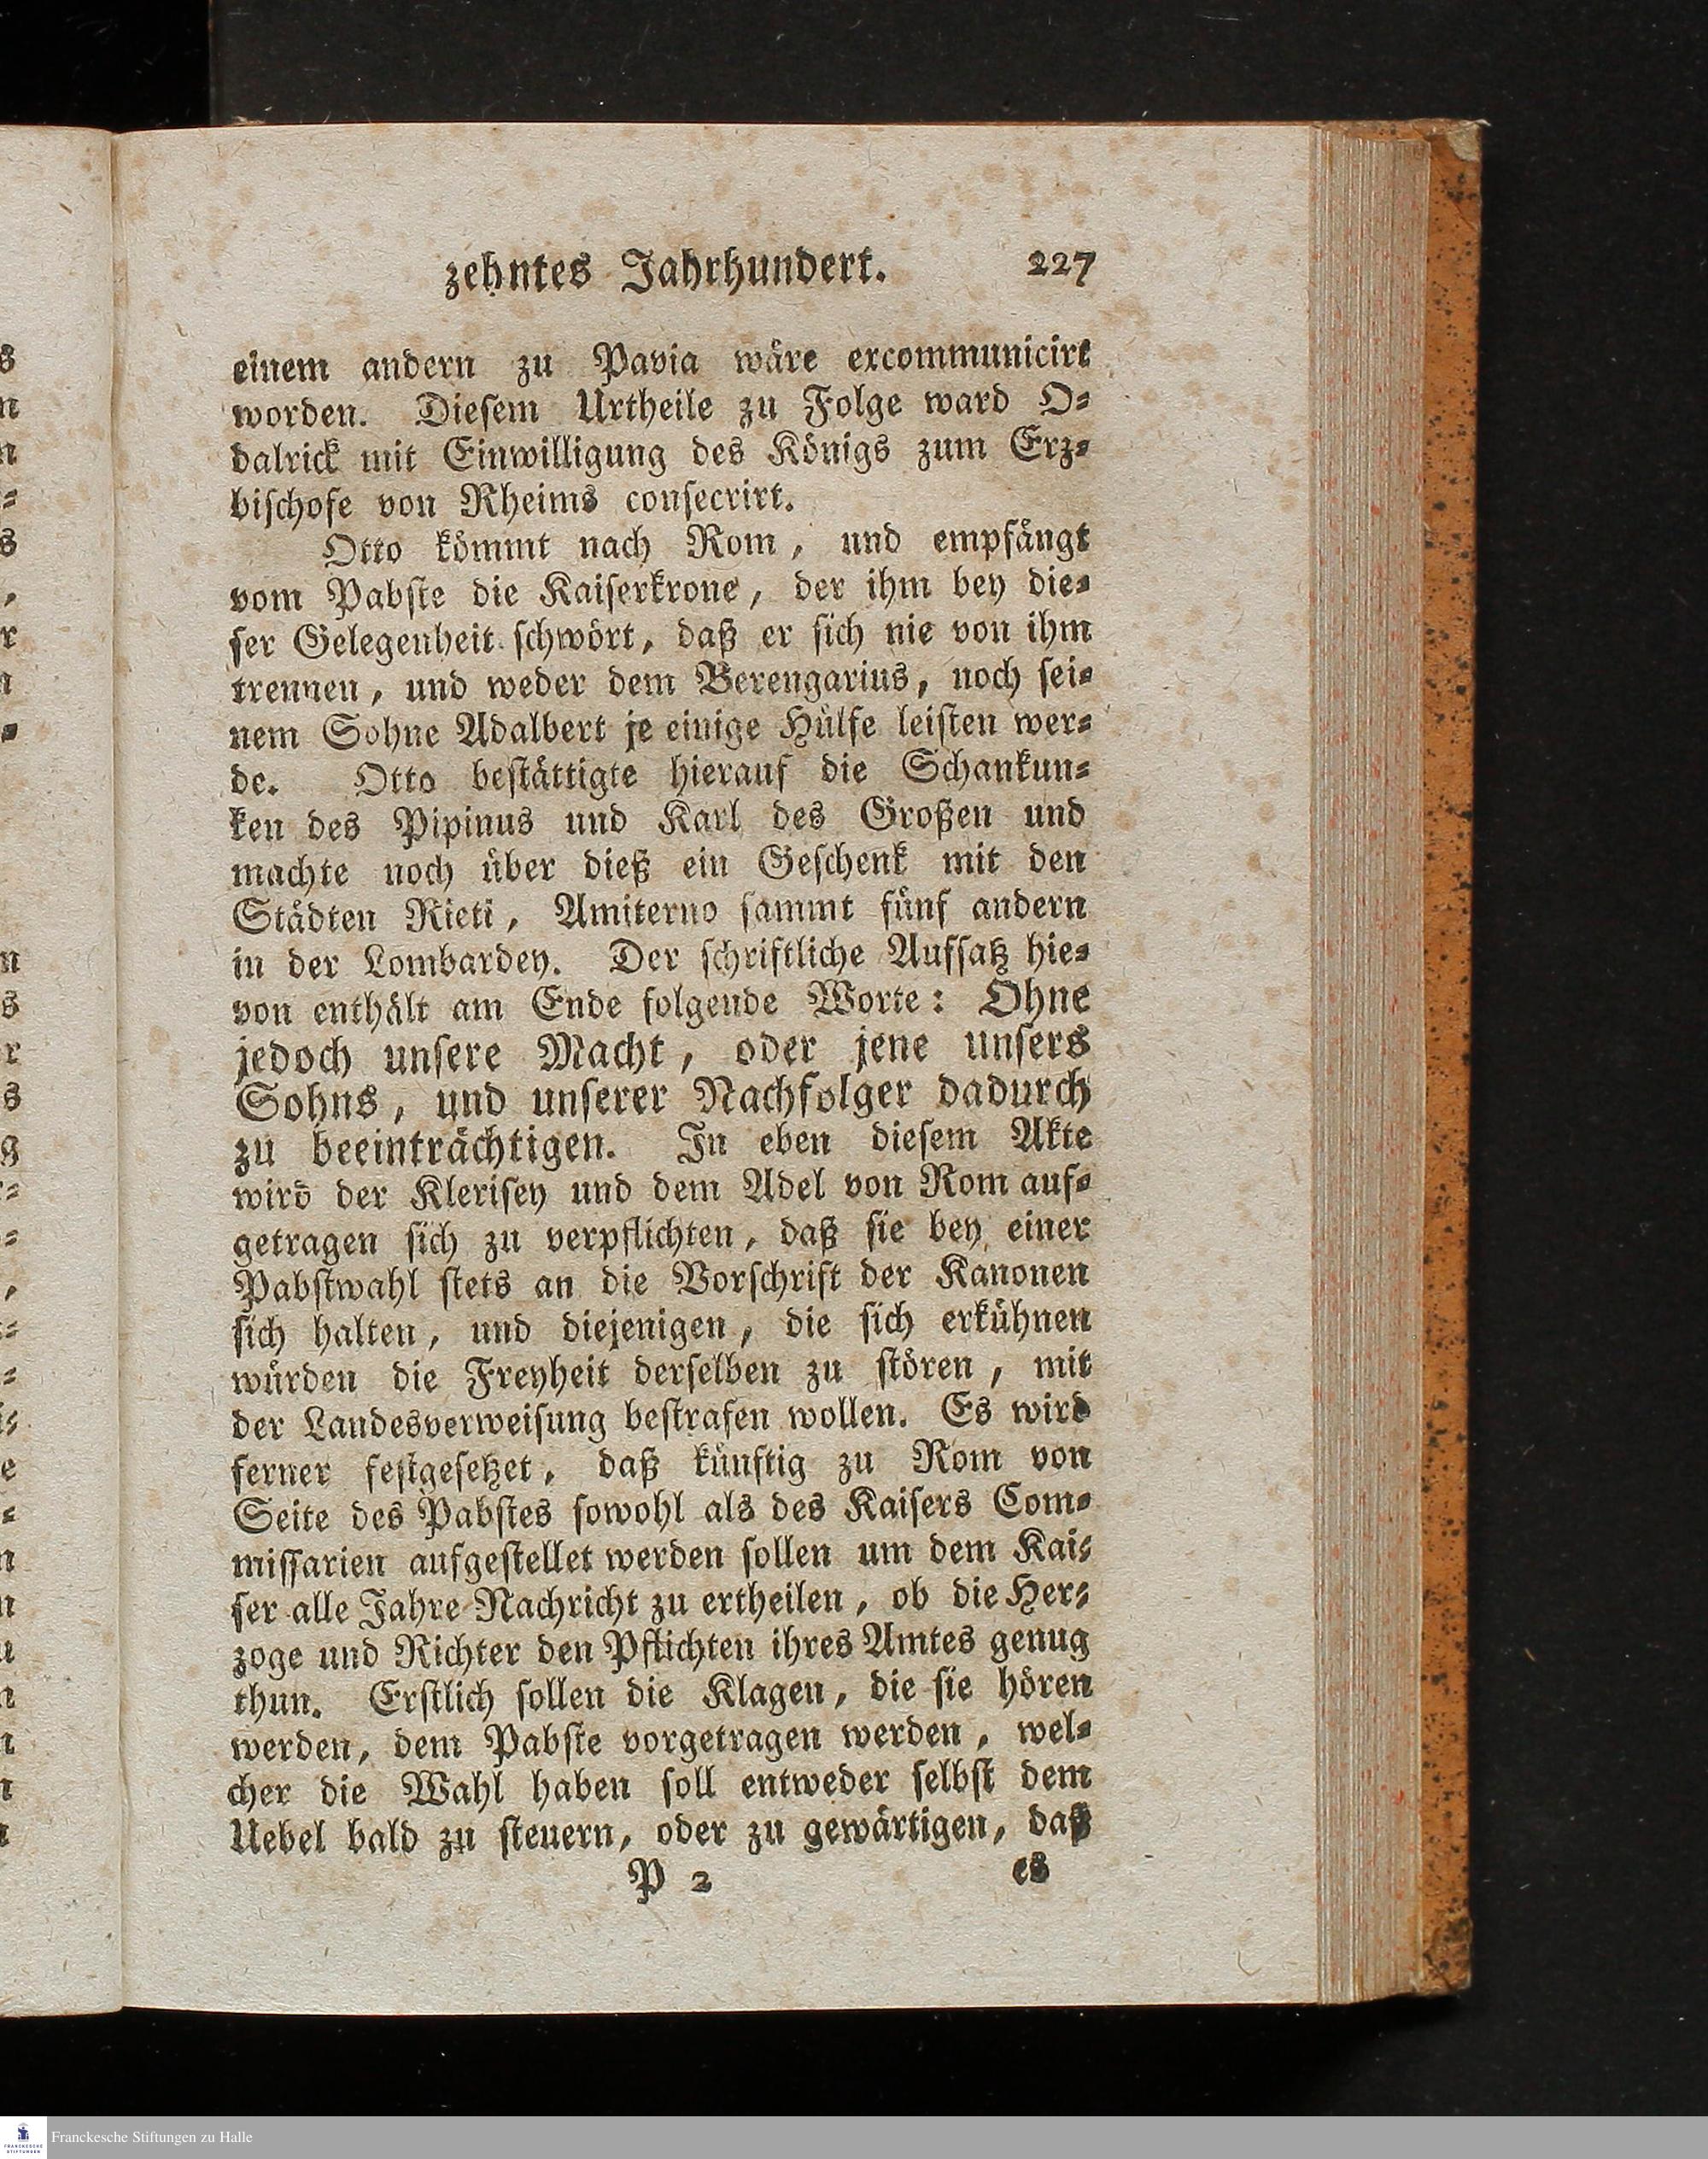 zehntes Jahrhundert. 227
einem andern zu Pavia wäre excommunicirt
worden. Diesem Urtheile zu Folge ward O-
dalrick mit Einwilligung des Königs zum Erz-
bischofe von Rheims consecrirt.
Otto kömmt nach Rom, und empfängt
vom Pabste die Kaiserkrone, der ihm bey die-
ser Gelegenheit schwört, daß er sich nie von ihm
trennen, und weder dem Berengarius, noch sei-
nem Sohne Adalbert je einige Hülfe leisten wer-
de. Otto bestättigte hierauf die Schankun-
ken des Pipinus und Karl des Großen und
machte noch über dieß ein Geschenk mit den
Städten Rieti, Amiterno sammt fünf andern
in der Lombardey. Der schriftliche Aufsatz hie-
von enthält am Ende folgende Worte: Ohne
jedoch unsere Macht, oder jene unsers
Sohns, und unserer Nachfolger dadurch
zu beeinträchtigen. In eben diesem Akte
wird der Klerisey und dem Adel von Rom auf-
getragen sich zu verpflichten, daß sie bey einer
Pabstwahl stets an die Vorschrift der Kanonen
sich halten, und diejenigen, die sich erkühnen
würden die Freyheit derselben zu stören, mit
der Landesverweisung bestrafen wollen. Es wird
ferner festgesetzet, daß künftig zu Rom von
Seite des Pabstes sowohl als des Kaisers Com-
missarien aufgestellet werden sollen um dem Kai-
ser alle Jahre Nachricht zu ertheilen, ob die Her-
zoge und Richter den Pflichten ihres Amtes genug
thun. Erstlich sollen die Klagen, die sie hören
werden, dem Pabste vorgetragen werden, wel-
cher die Wahl haben soll entweder selbst dem
Uebel bald zu steuern, oder zu gewärtigen, daß
P 2 es
FRANCKESCHE
STIFTUNGEN
Franckesche Stiftungen zu Halle